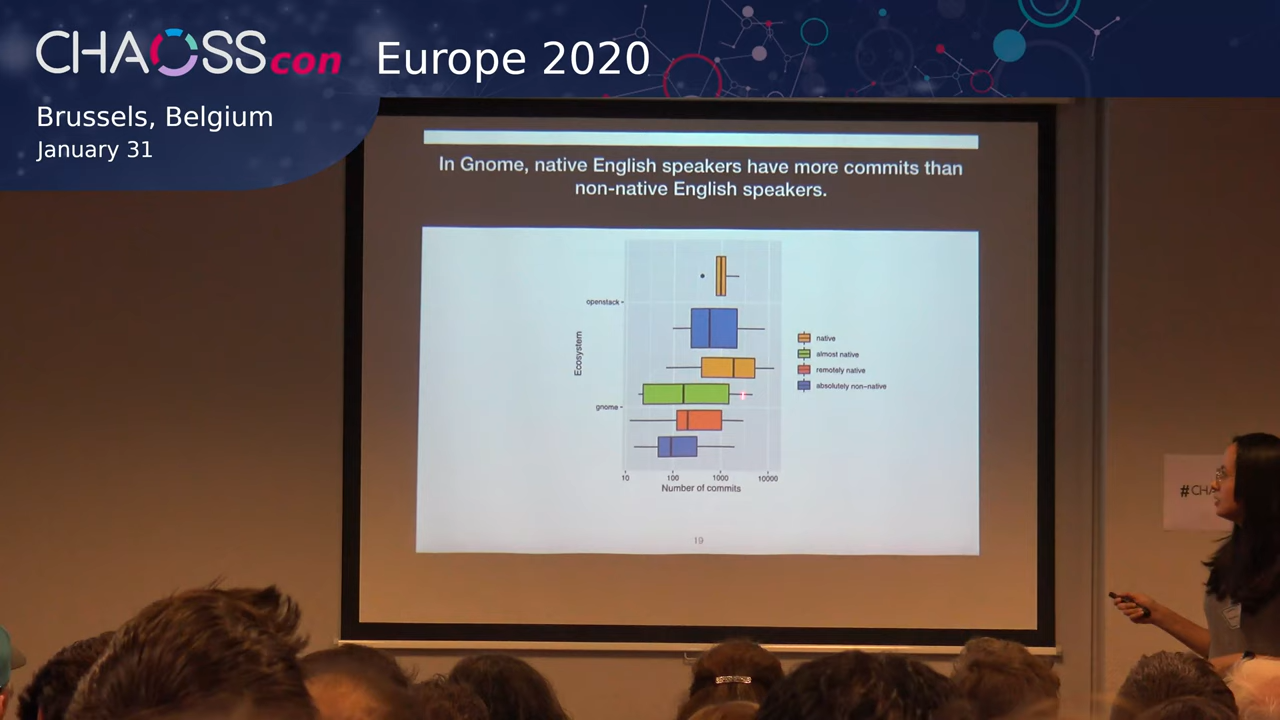 CHAOSScon Europe 2020
Brussels, Belgium
January 31
In Gnome, native English speakers have more commits than
non-native English speakers.
openstack
Ecosystem
gnome
native
almost native
remotely native
absolutely non-native
10 100 1000 10000
Number of commits
19
#CHA